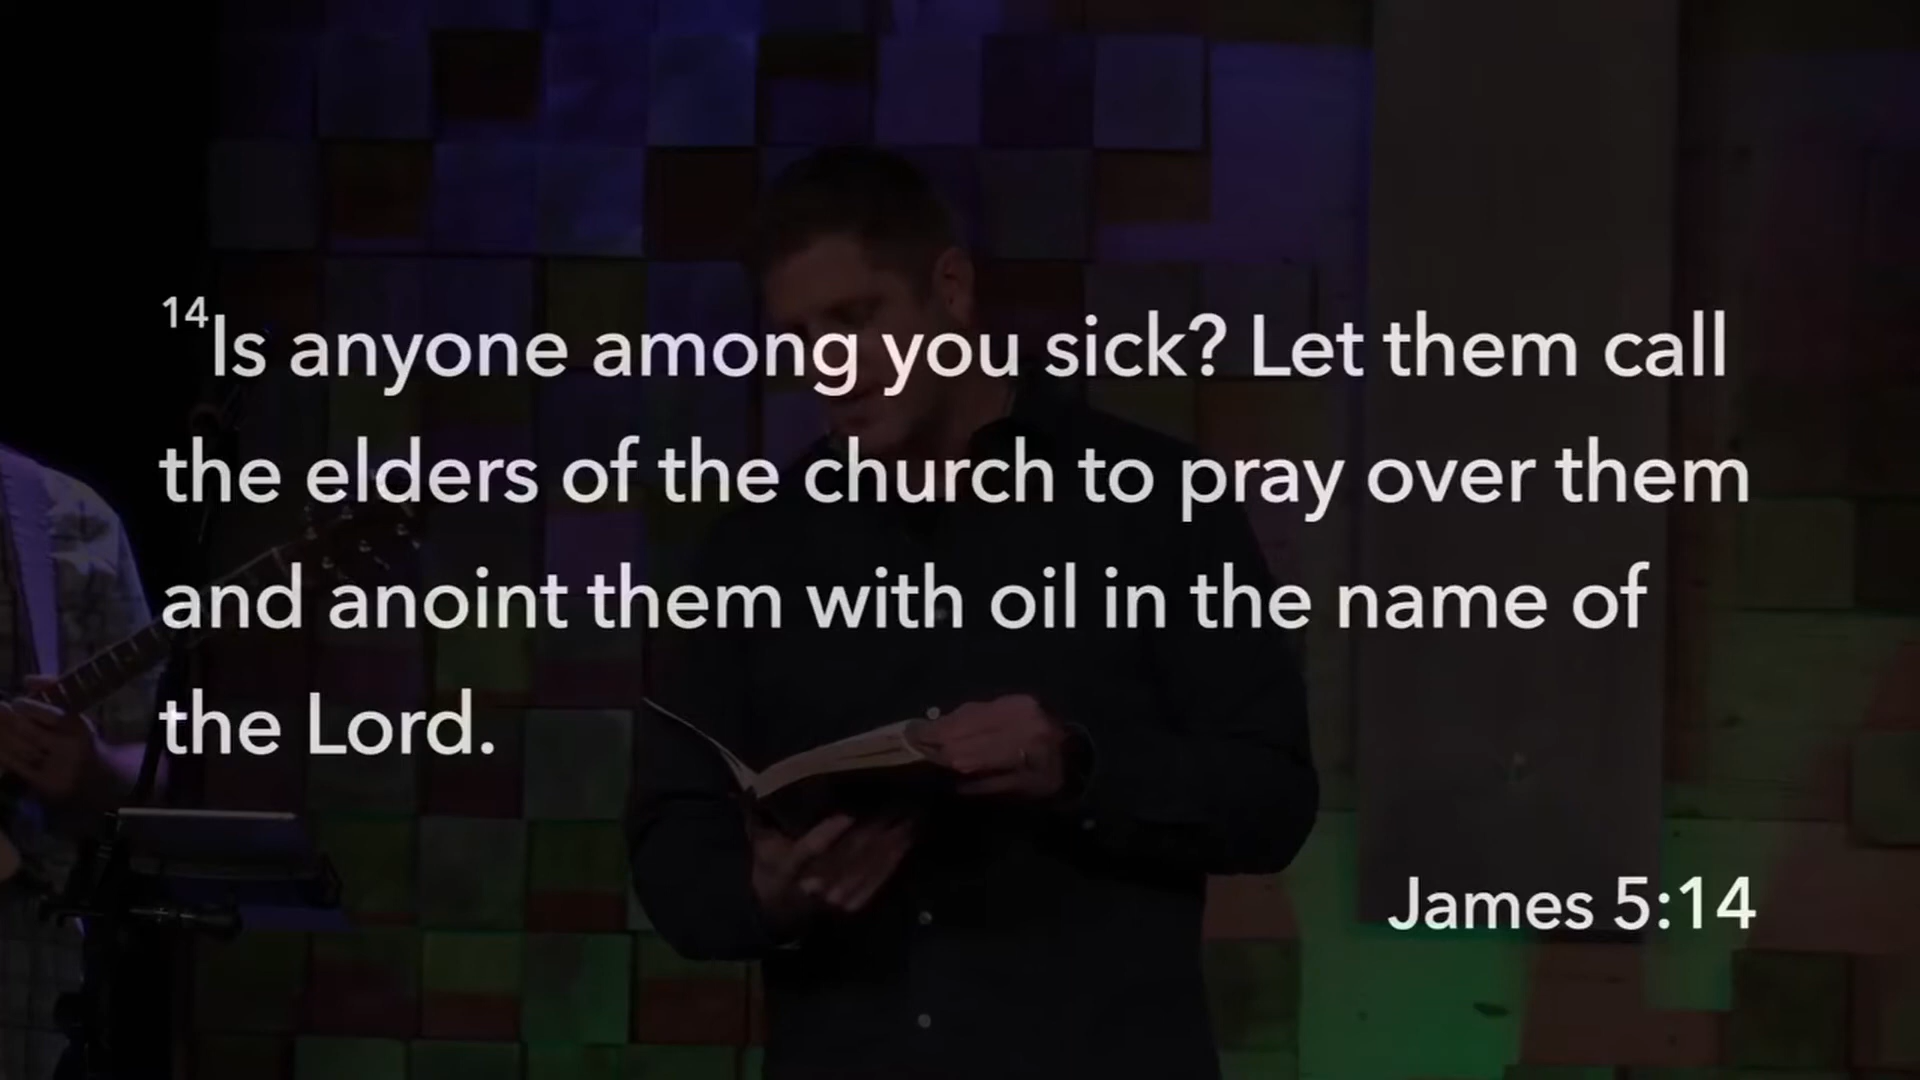 14Is anyone among you sick? Let them call
the elders of the church to pray over them
and anoint them with oil in the name of
the Lord.
James 5:14